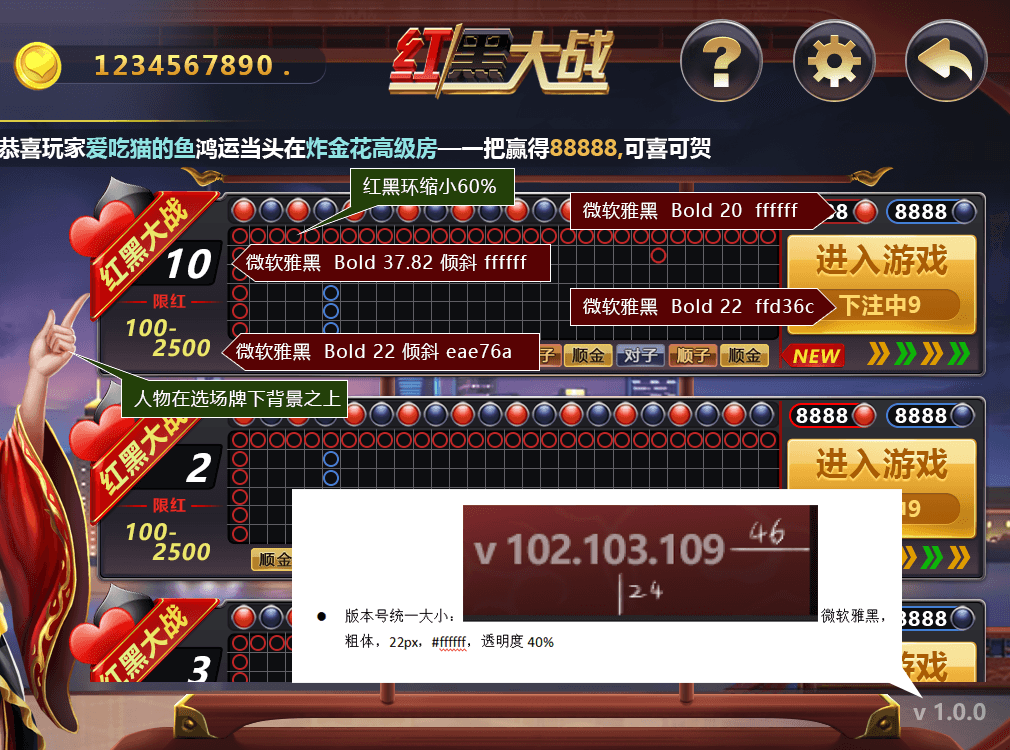 1234567890.
红黑大战
?
恭喜玩家爱吃猫的鱼鸿运当头在炸金花高级房——把赢得88888,可喜可贺
红黑环缩小60%
微软雅黑 Bold 20 ffffff
8
8888
红黑大战
10
微软雅黑 Bold 37.82 倾斜 ffffff
进入游戏
限红
微软雅黑 Bold 22 ffd36c
下注中9
100-
2500
微软雅黑 Bold 22 倾斜 eae76a
子
顺金
对子
顺子
顺金
NEW
人物在选场牌下背景之上
红黑大战
8888
8888
2
进入游戏
限红
19
100-
2500
顺金
v 102.103.109
46
24
版本号统一大小:
微软雅黑,
粗体,22px,#ffffff,透明度 40%
红黑大战
3
8888
游戏
v 1.0.0